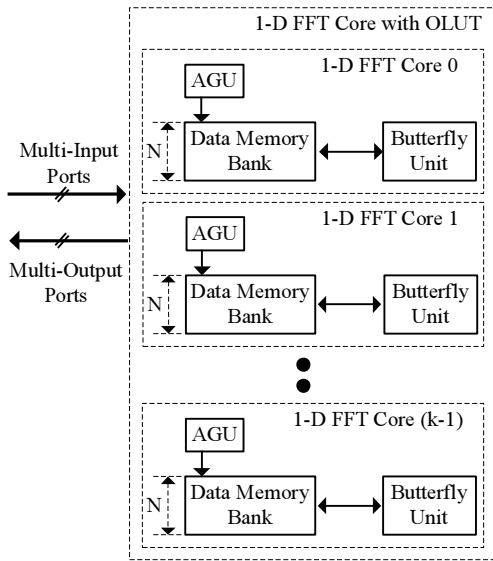 1-D FFT Core with OLUT
1-D FFT Core 0
AGU
N
Data Memory
Bank
Butterfly
Unit
Multi-Input
Ports
Multi-Output
Ports
1-D FFT Core 1
AGU
N
Data Memory
Bank
Butterfly
Unit
1-D FFT Core (k-1)
AGU
N
Data Memory
Bank
Butterfly
Unit